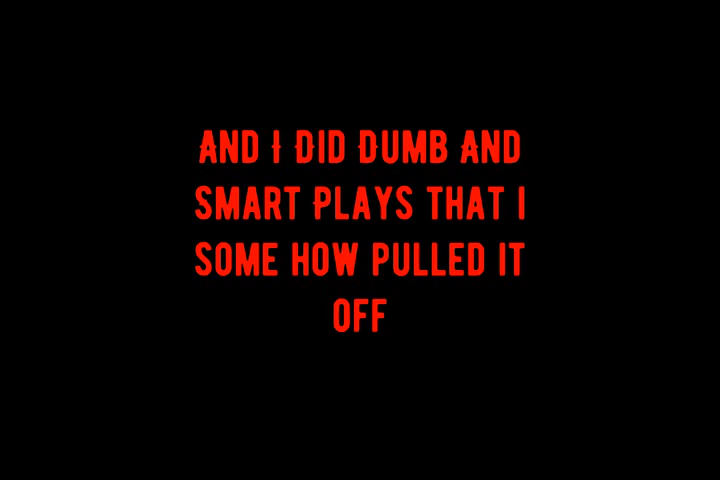 AND I DID DUMB AND
SMART PLAYS THAT I
SOME HOW PULLED IT
OFF